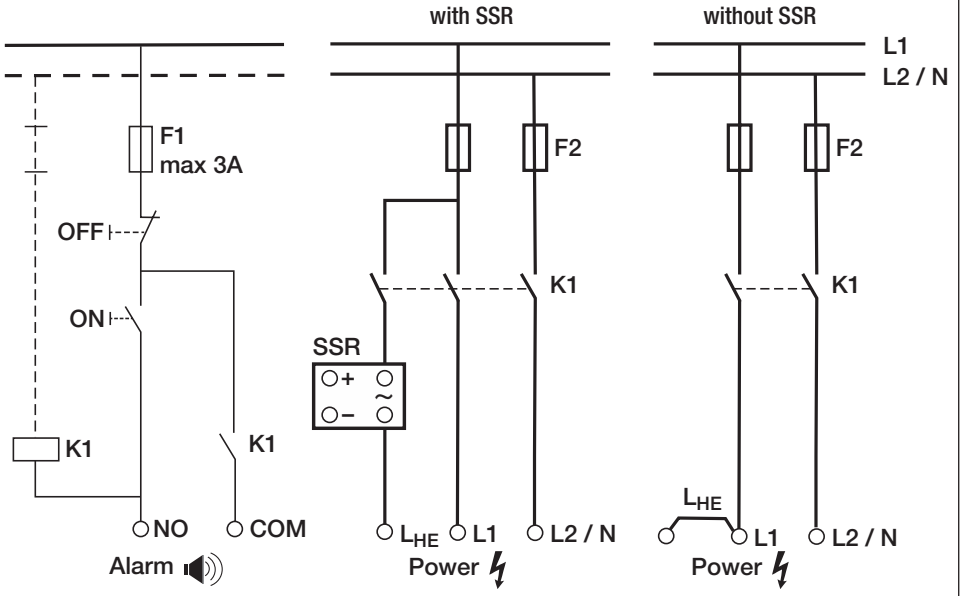 with SSR
without SSR
L1
L2 / N
F1
max 3A
F2
F2
OFF
K1
K1
ON
SSR
+
~
–
K1
K1
LHE
NO
COM
LHE
L1
L2 / N
L1
L2 / N
Alarm
Power
Power